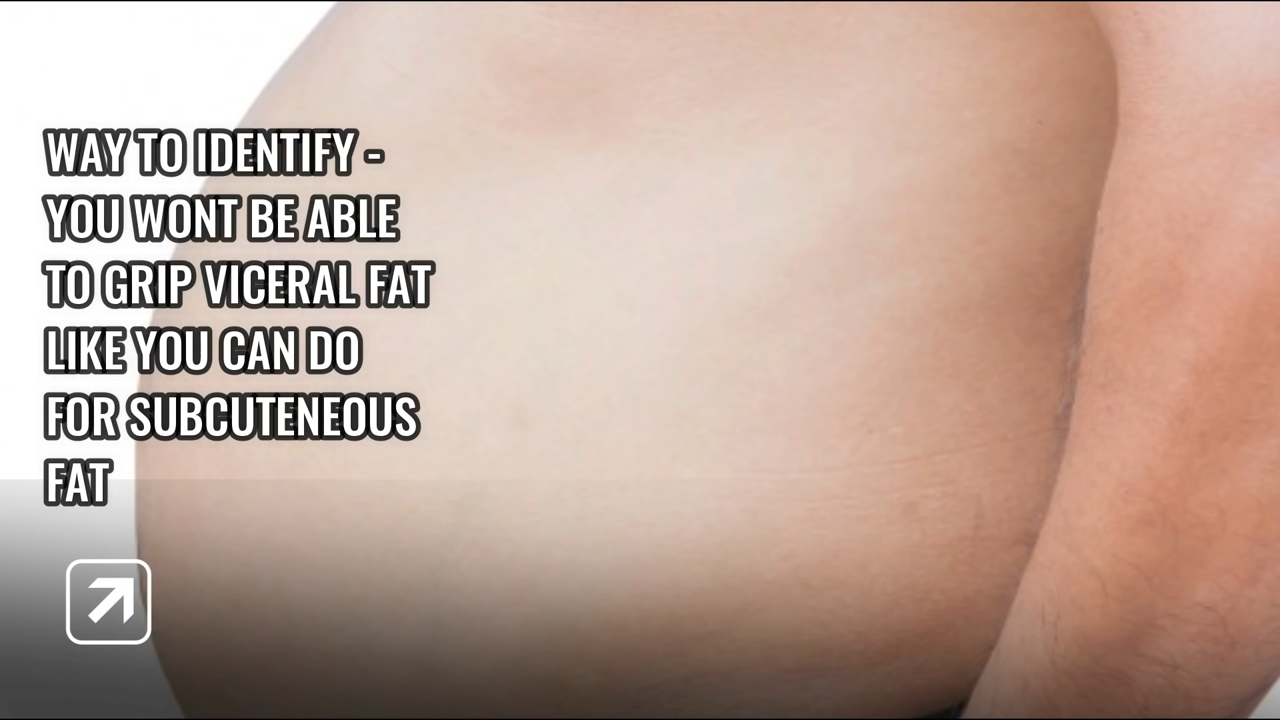 WAY TO IDENTIFY -
YOU WONT BE ABLE
TO GRIP VICERAL FAT
LIKE YOU CAN DO
FOR SUBCUTENEOUS
FAT